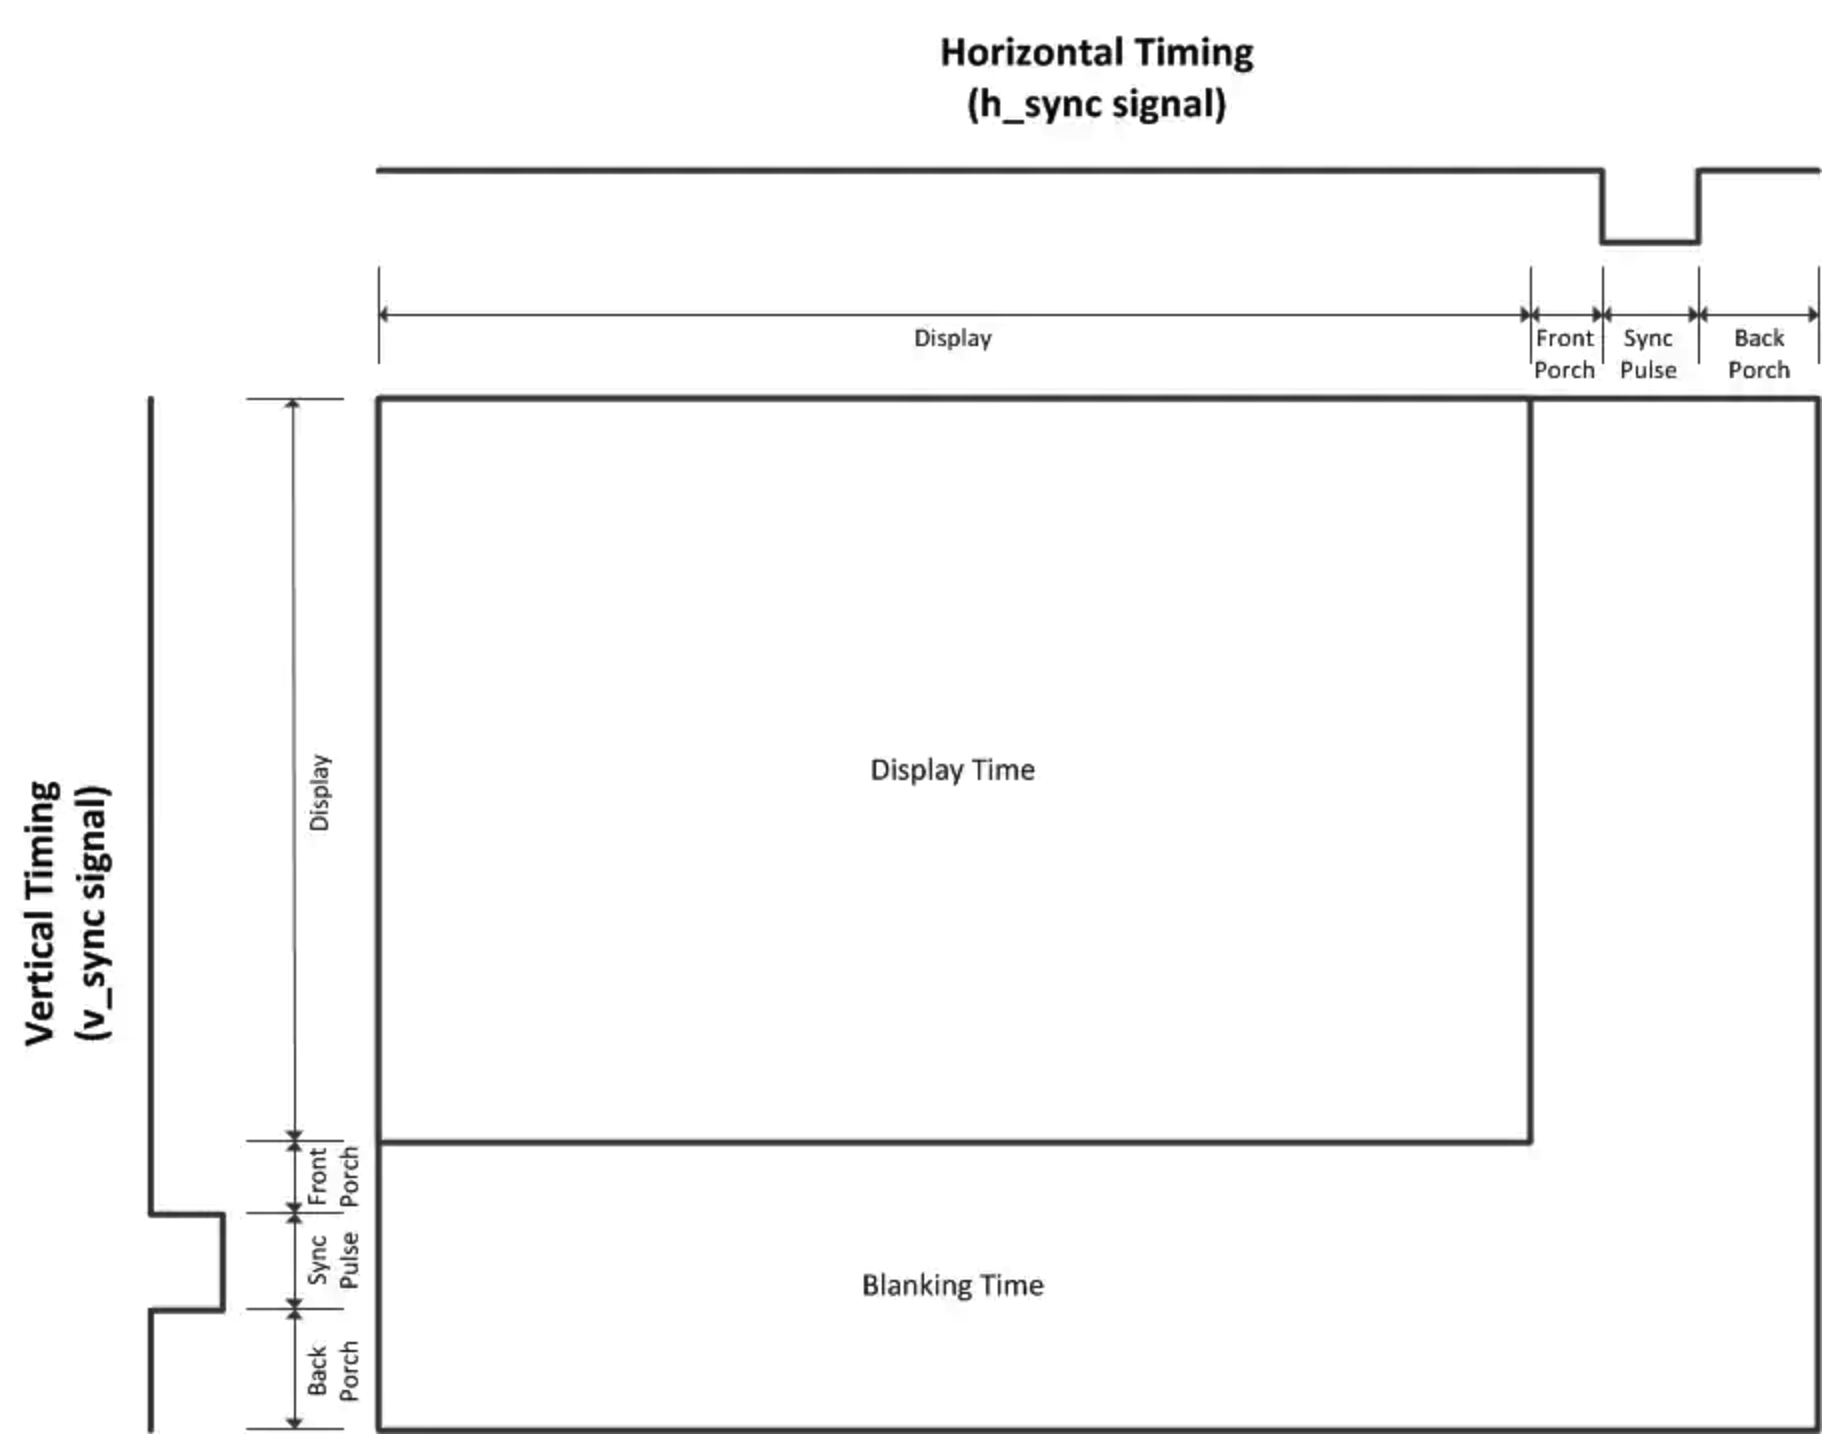 Horizontal Timing
(h_sync signal)
Display
Front
Porch
Sync
Pulse
Back
Porch
Vertical Timing
(v_sync signal)
Display
Front
Porch
Sync
Pulse
Back
Porch
Display Time
Blanking Time